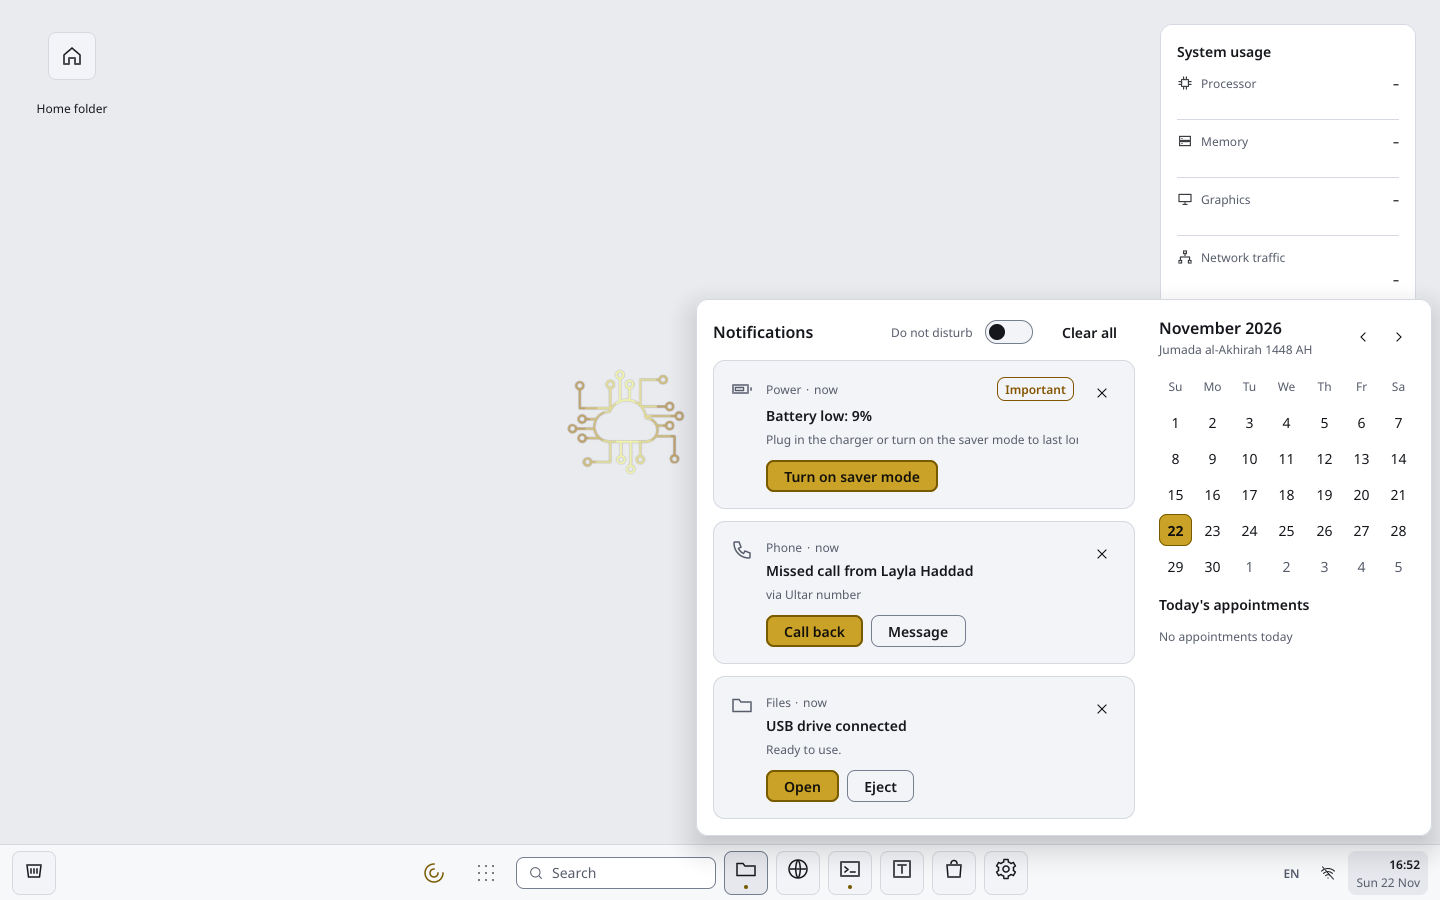 Home folder
System usage
Processor
–
Memory
–
Graphics
–
Network traffic
–
Notifications
Do not disturb
Clear all
Power · now
Important
Battery low: 9%
Plug in the charger or turn on the saver mode to last
Turn on saver mode
Phone · now
Missed call from Layla Haddad
via Ultar number
Call back
Message
Files · now
USB drive connected
Ready to use.
Open
Eject
November 2026
Jumada al-Akhirah 1448 AH
Su Mo Tu We Th Fr Sa
1 2 3 4 5 6 7
8 9 10 11 12 13 14
15 16 17 18 19 20 21
22 23 24 25 26 27 28
29 30 1 2 3 4 5
Today's appointments
No appointments today
Search
EN
16:52
Sun 22 Nov